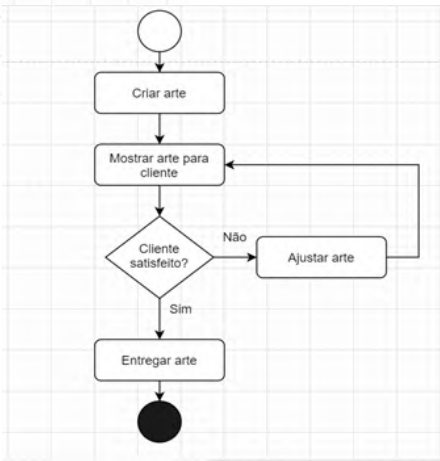 Criar arte
Mostrar arte para
cliente
Cliente
satisfeito?
Não
Ajustar arte
Sim
Entregar arte